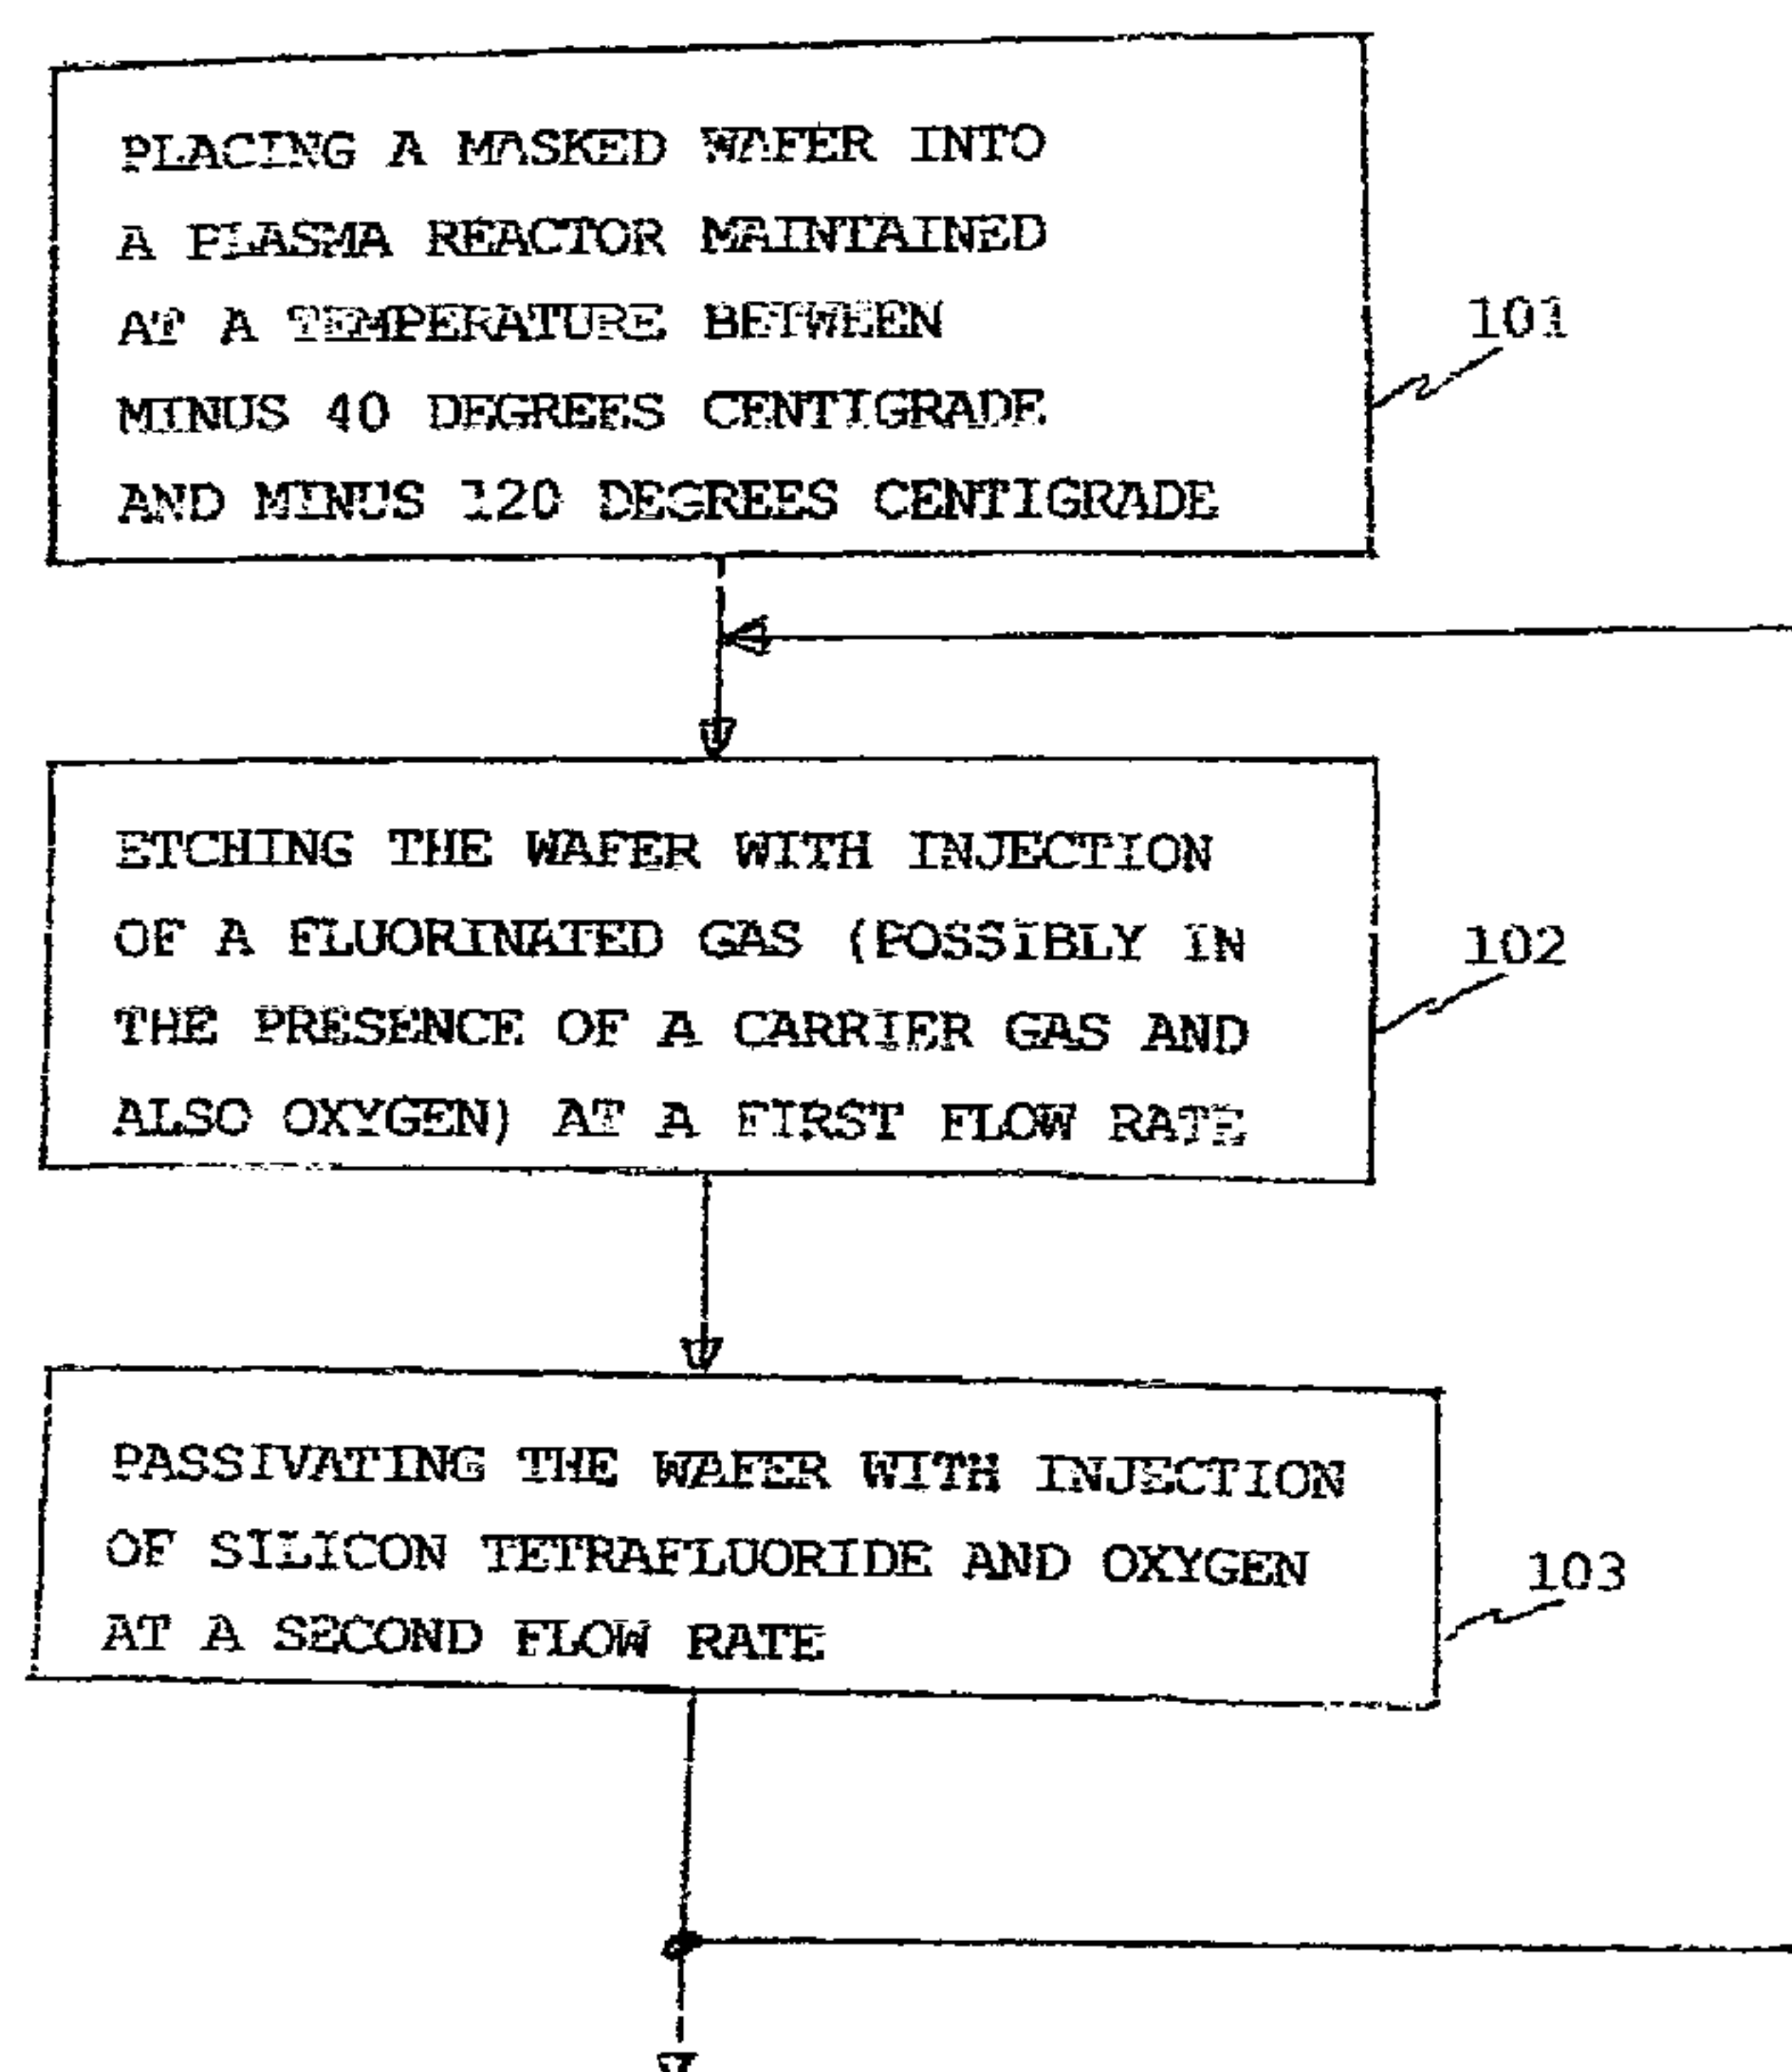 PLACING A MASKED WAFER INTO
A PLASMA REACTOR MAINTAINED
AT A TEMPERATURE BETWEEN
MINUS 40 DEGREES CENTIGRADE
AND MINUS 120 DEGREES CENTIGRADE
101
ETCHING THE WAFER WITH INJECTION
OF A FLUORINATED GAS (POSSIBLY IN
THE PRESENCE OF A CARRIER GAS AND
ALSO OXYGEN) AT A FIRST FLOW RATE
102
PASSIVATING THE WAFER WITH INJECTION
OF SILICON TETRAFLUORIDE AND OXYGEN
AT A SECOND FLOW RATE
103